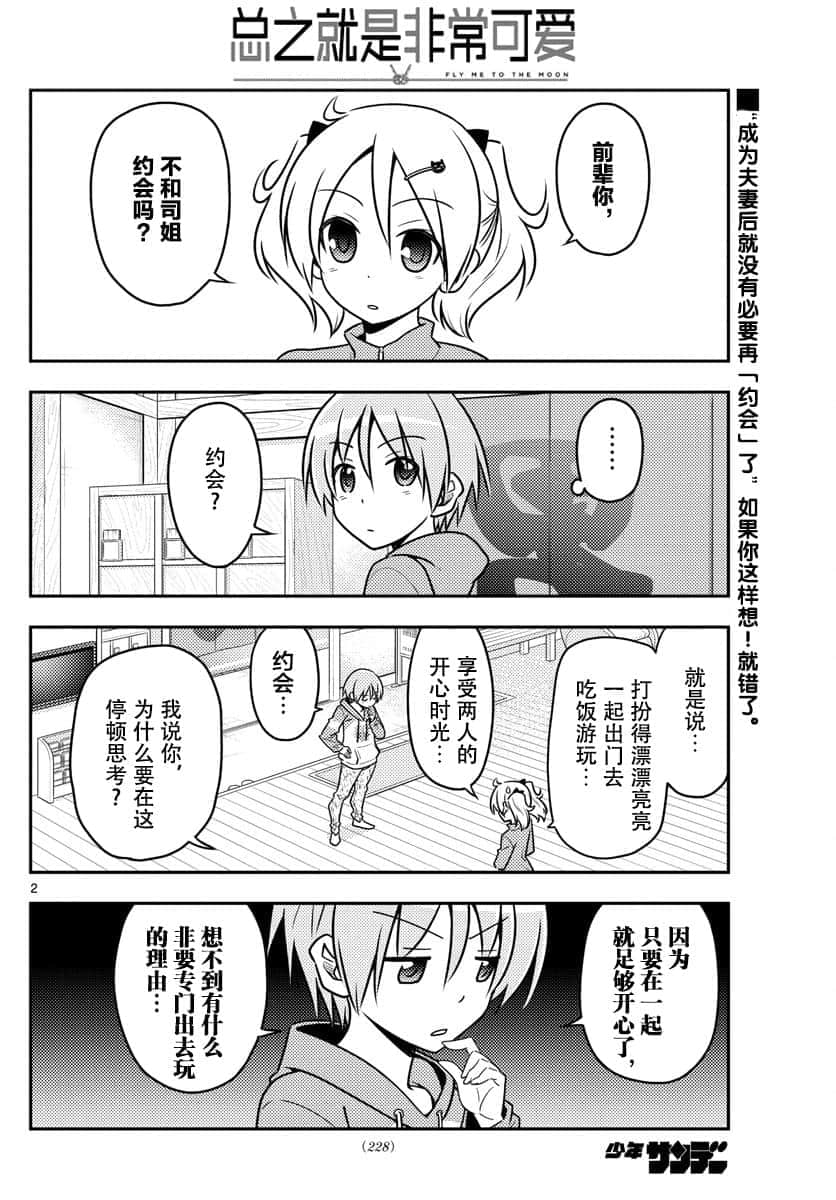 总之就是非常可爱
FLY ME TO THE MOON
“成为夫妻后就没有必要再「约会」了” 如果你这样想！就错了。
前辈你，
不和司姐
约会吗？
……
约会？
就是说…
打扮得漂漂亮亮
一起出门去
吃饭游玩…
享受两人的
开心时光…
约会…
我说你，
为什么要在这
停顿思考？
2
因为
只要在一起
就足够开心了，
想不到有什么
非要专门出去玩
的理由…
（228）
少年サンデー